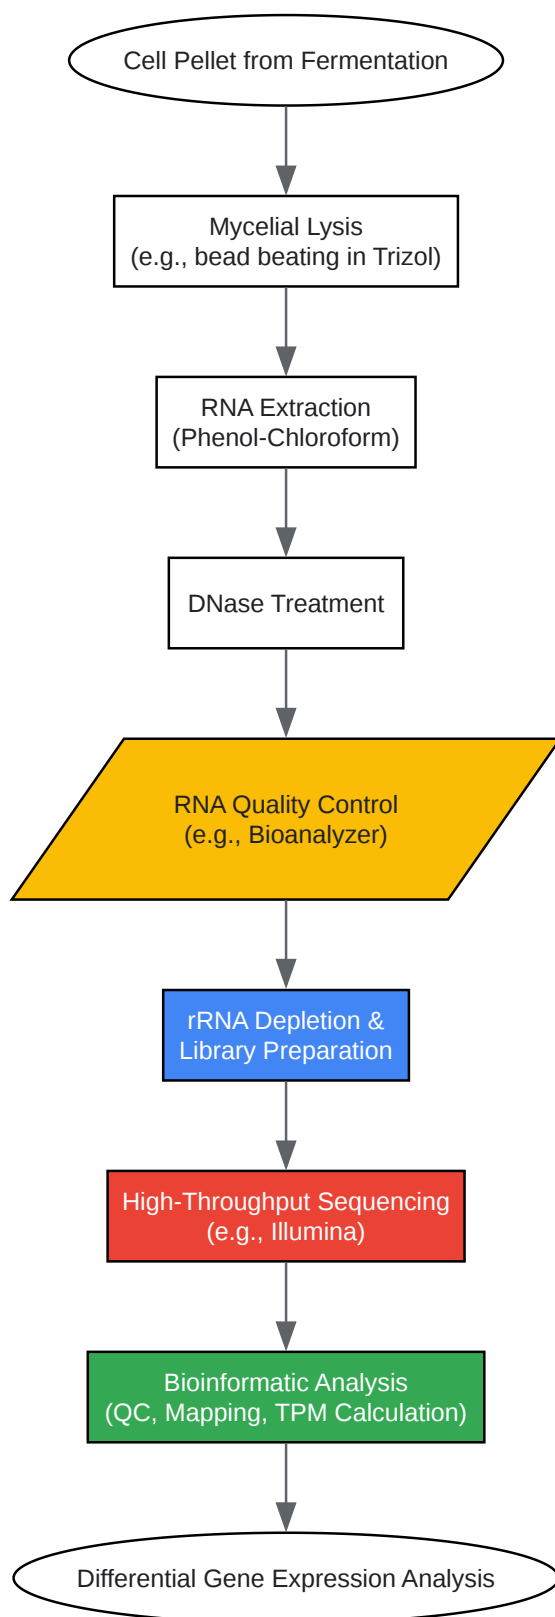 Cell Pellet from Fermentation
Mycelial Lysis
(e.g., bead beating in Trizol)
RNA Extraction
(Phenol-Chloroform)
DNase Treatment
RNA Quality Control
(e.g., Bioanalyzer)
rRNA Depletion &
Library Preparation
High-Throughput Sequencing
(e.g., Illumina)
Bioinformatic Analysis
(QC, Mapping, TPM Calculation)
Differential Gene Expression Analysis